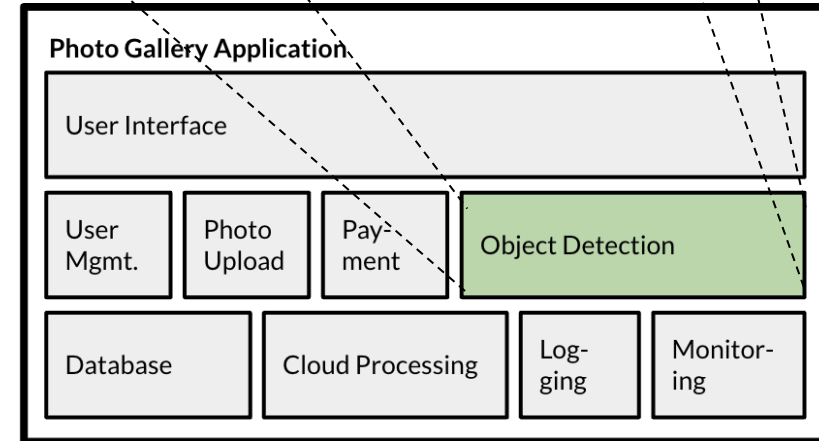 Photo Gallery Application
User Interface
User
Mgmt.
Photo
Upload
Pay-
ment
Object Detection
Database
Cloud Processing
Log-
ging
Monitor-
ing